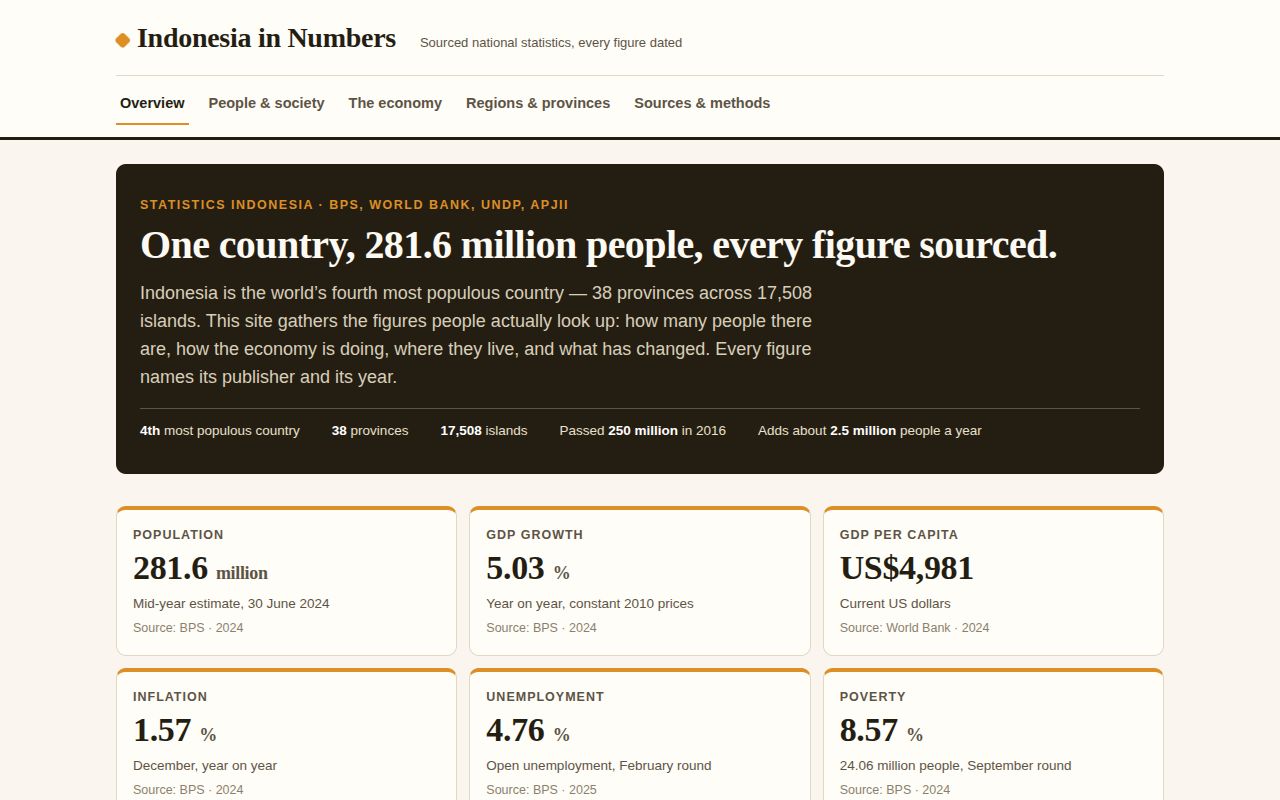 Indonesia in Numbers
Sourced national statistics, every figure dated
Overview
People & society
The economy
Regions & provinces
Sources & methods
STATISTICS INDONESIA · BPS, WORLD BANK, UNDP, APJII
One country, 281.6 million people, every figure sourced.
Indonesia is the world’s fourth most populous country — 38 provinces across 17,508
islands. This site gathers the figures people actually look up: how many people there
are, how the economy is doing, where they live, and what has changed. Every figure
names its publisher and its year.
4th most populous country
38 provinces
17,508 islands
Passed 250 million in 2016
Adds about 2.5 million people a year
POPULATION
281.6 million
Mid-year estimate, 30 June 2024
Source: BPS · 2024
GDP GROWTH
5.03 %
Year on year, constant 2010 prices
Source: BPS · 2024
GDP PER CAPITA
US$4,981
Current US dollars
Source: World Bank · 2024
INFLATION
1.57 %
December, year on year
Source: BPS · 2024
UNEMPLOYMENT
4.76 %
Open unemployment, February round
Source: BPS · 2025
POVERTY
8.57 %
24.06 million people, September round
Source: BPS · 2024